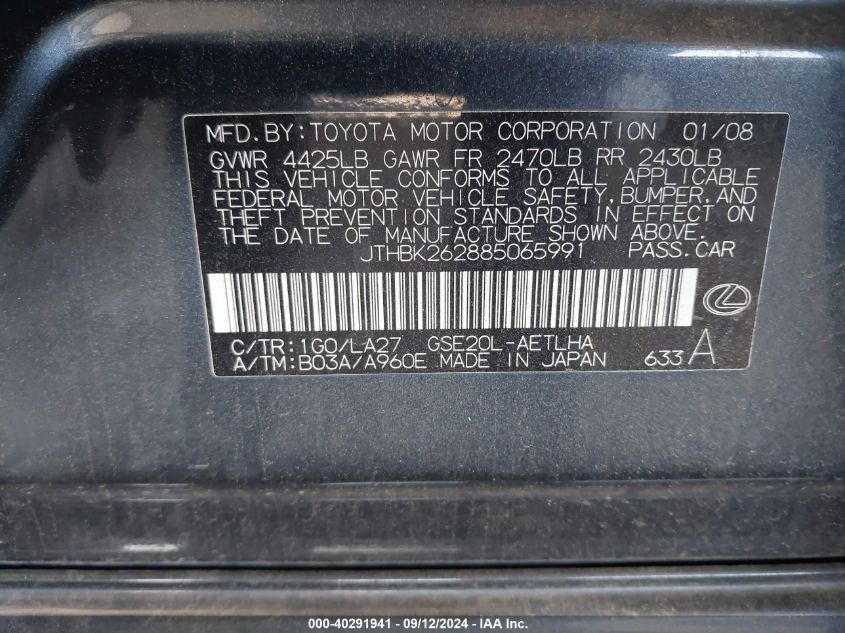 MFD. BY: TOYOTA MOTOR CORPORATION 01/08
GVWR 4425LB GAWR FR 2470LB RR 2430LB
THIS VEHICLE CONFORMS TO ALL APPLICABLE
FEDERAL MOTOR VEHICLE SAFETY, BUMPER, AND
THEFT PREVENTION STANDARDS IN EFFECT ON
THE DATE OF MANUFACTURE SHOWN ABOVE.
JTHBK262885065991 PASS. CAR
C/TR: 1G0/LA27 GSE20L-AETLHA
A/TM: B03A/A960E MADE IN JAPAN 633 A
000-40291941 - 09/12/2024 - IAA Inc.